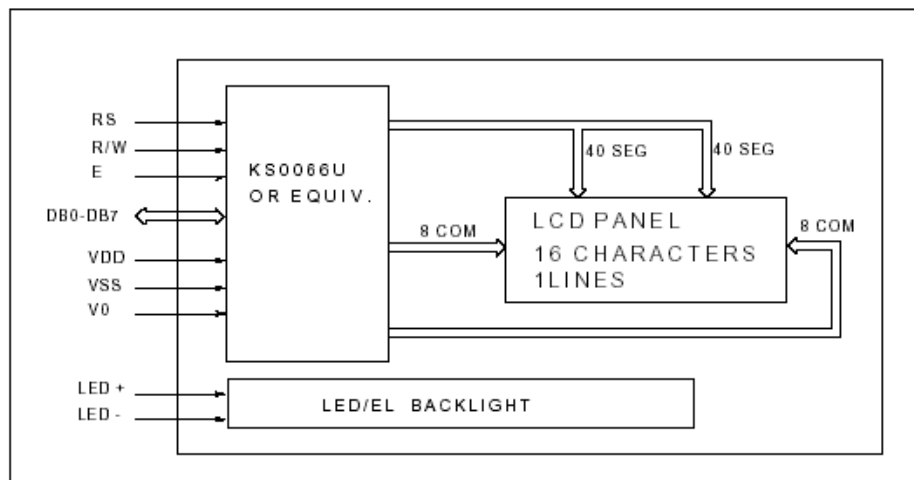 RS
R/W
E
DB0-DB7
VDD
VSS
V0
LED +
LED -
KS0066U
OR EQUIV.
40 SEG
40 SEG
8 COM
8 COM
LCD PANEL
16 CHARACTERS
1LINES
LED/EL BACKLIGHT